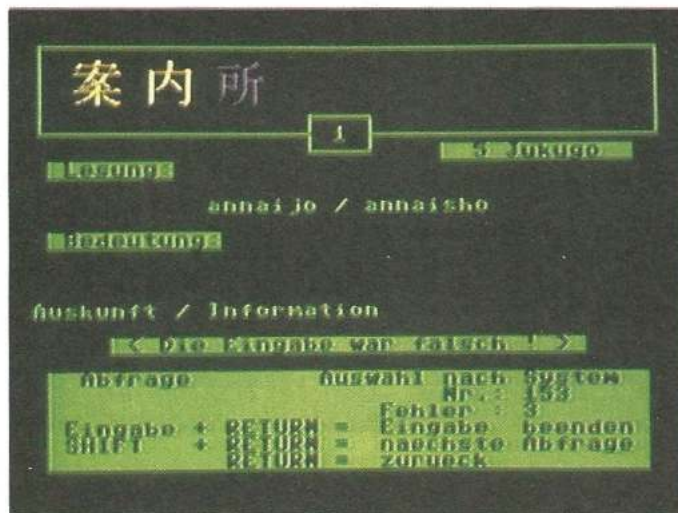 案内所
1
5 Jukugo
Lesung:
annaijo / annaisho
Bedeutung:
Auskunft / Information
< Die Eingabe war falsch ! >
Abfrage Auswahl nach System
Nr.: 153
Fehler : 3
Eingabe + RETURN = Eingabe beenden
SHIFT + RETURN = naechste Abfrage
RETURN = zurueck